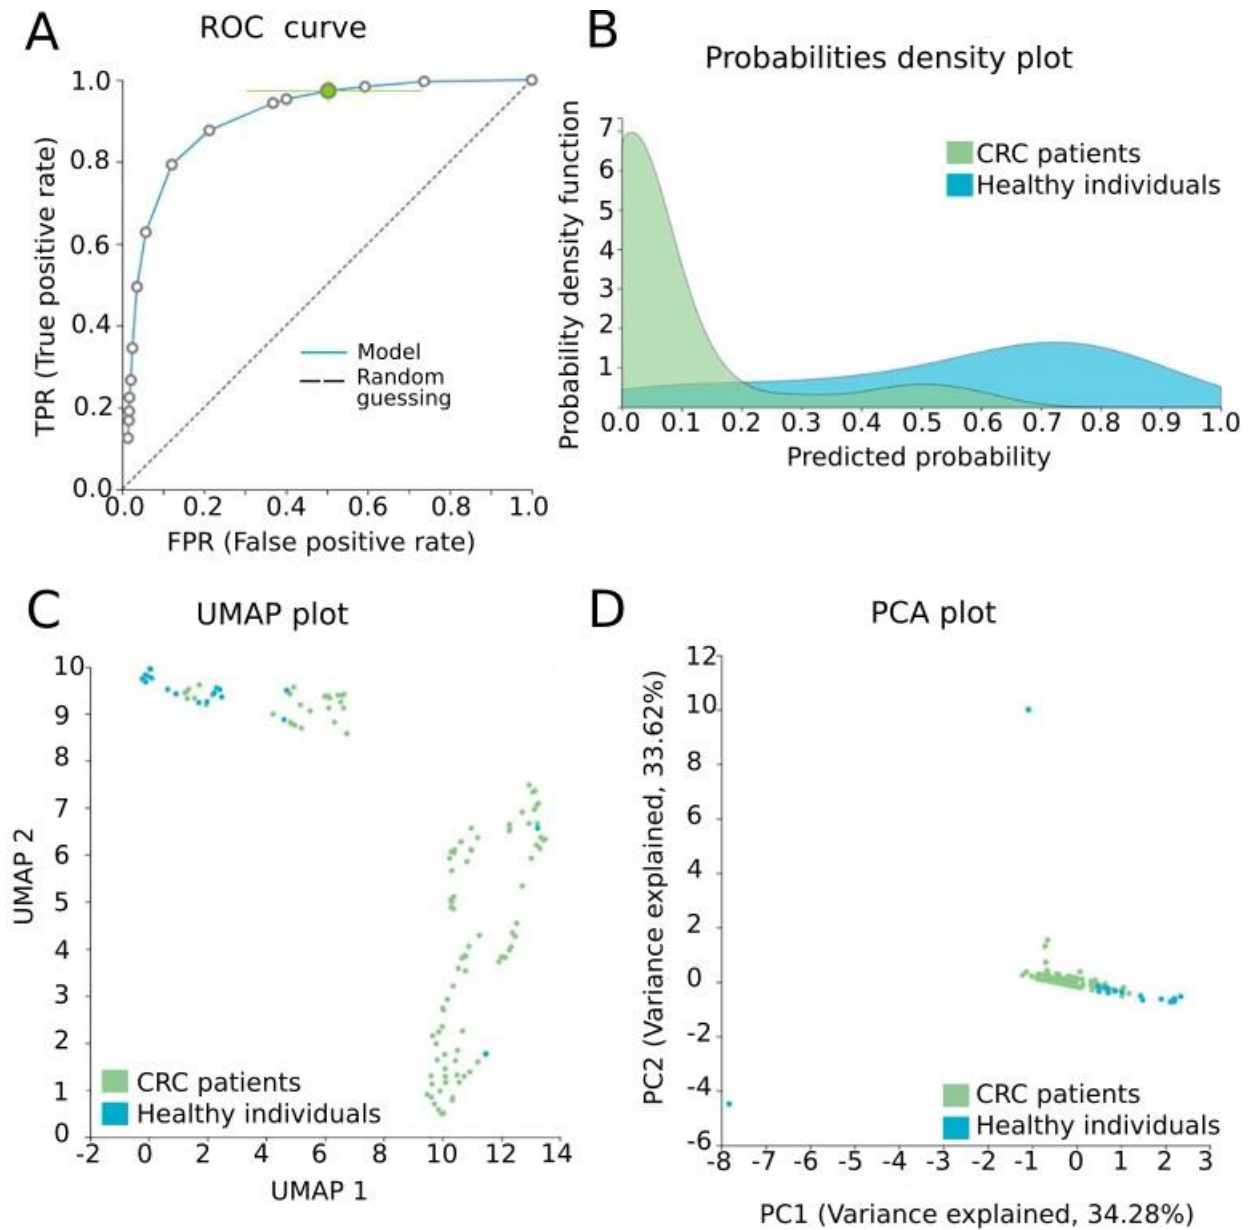 A
ROC curve
1.0
0.8
0.6
0.4
0.2
0.0
TPR (True positive rate)
Model
Random
guessing
0.0 0.2 0.4 0.6 0.8 1.0
FPR (False positive rate)
B
Probabilities density plot
7
6
5
4
3
2
1
Probability density function
CRC patients
Healthy individuals
0.0 0.1 0.2 0.3 0.4 0.5 0.6 0.7 0.8 0.9 1.0
Predicted probability
C
UMAP plot
10
9
8
7
6
5
4
3
2
1
0
UMAP 2
CRC patients
Healthy individuals
-2 0 2 4 6 8 10 12 14
UMAP 1
D
PCA plot
12
10
8
6
4
2
0
-2
-4
-6
PC2 (Variance explained, 33.62%)
CRC patients
Healthy individuals
-8 -7 -6 -5 -4 -3 -2 -1 0 1 2 3
PC1 (Variance explained, 34.28%)